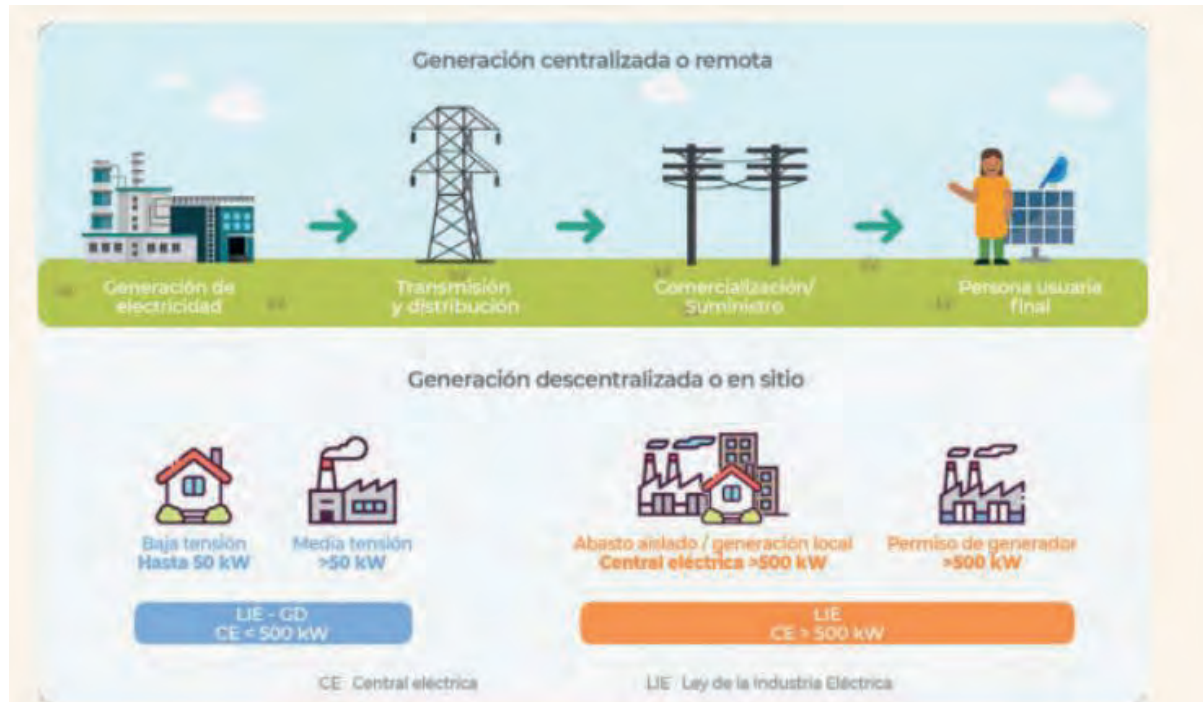 Generación centralizada o remota
Generación de
electricidad
Transmisión
y distribución
Comercialización/
Suministro
Persona usuaria
final
Generación descentralizada o en sitio
Baja tensión
Hasta 50 kW
Media tensión
>50 kW
Abasto aislado / generación local
Central eléctrica >500 kW
Permiso de generador
>500 kW
LIE - GD
CE < 500 kW
LIE
CE > 500 kW
CE Central eléctrica
LIE Ley de la Industria Eléctrica